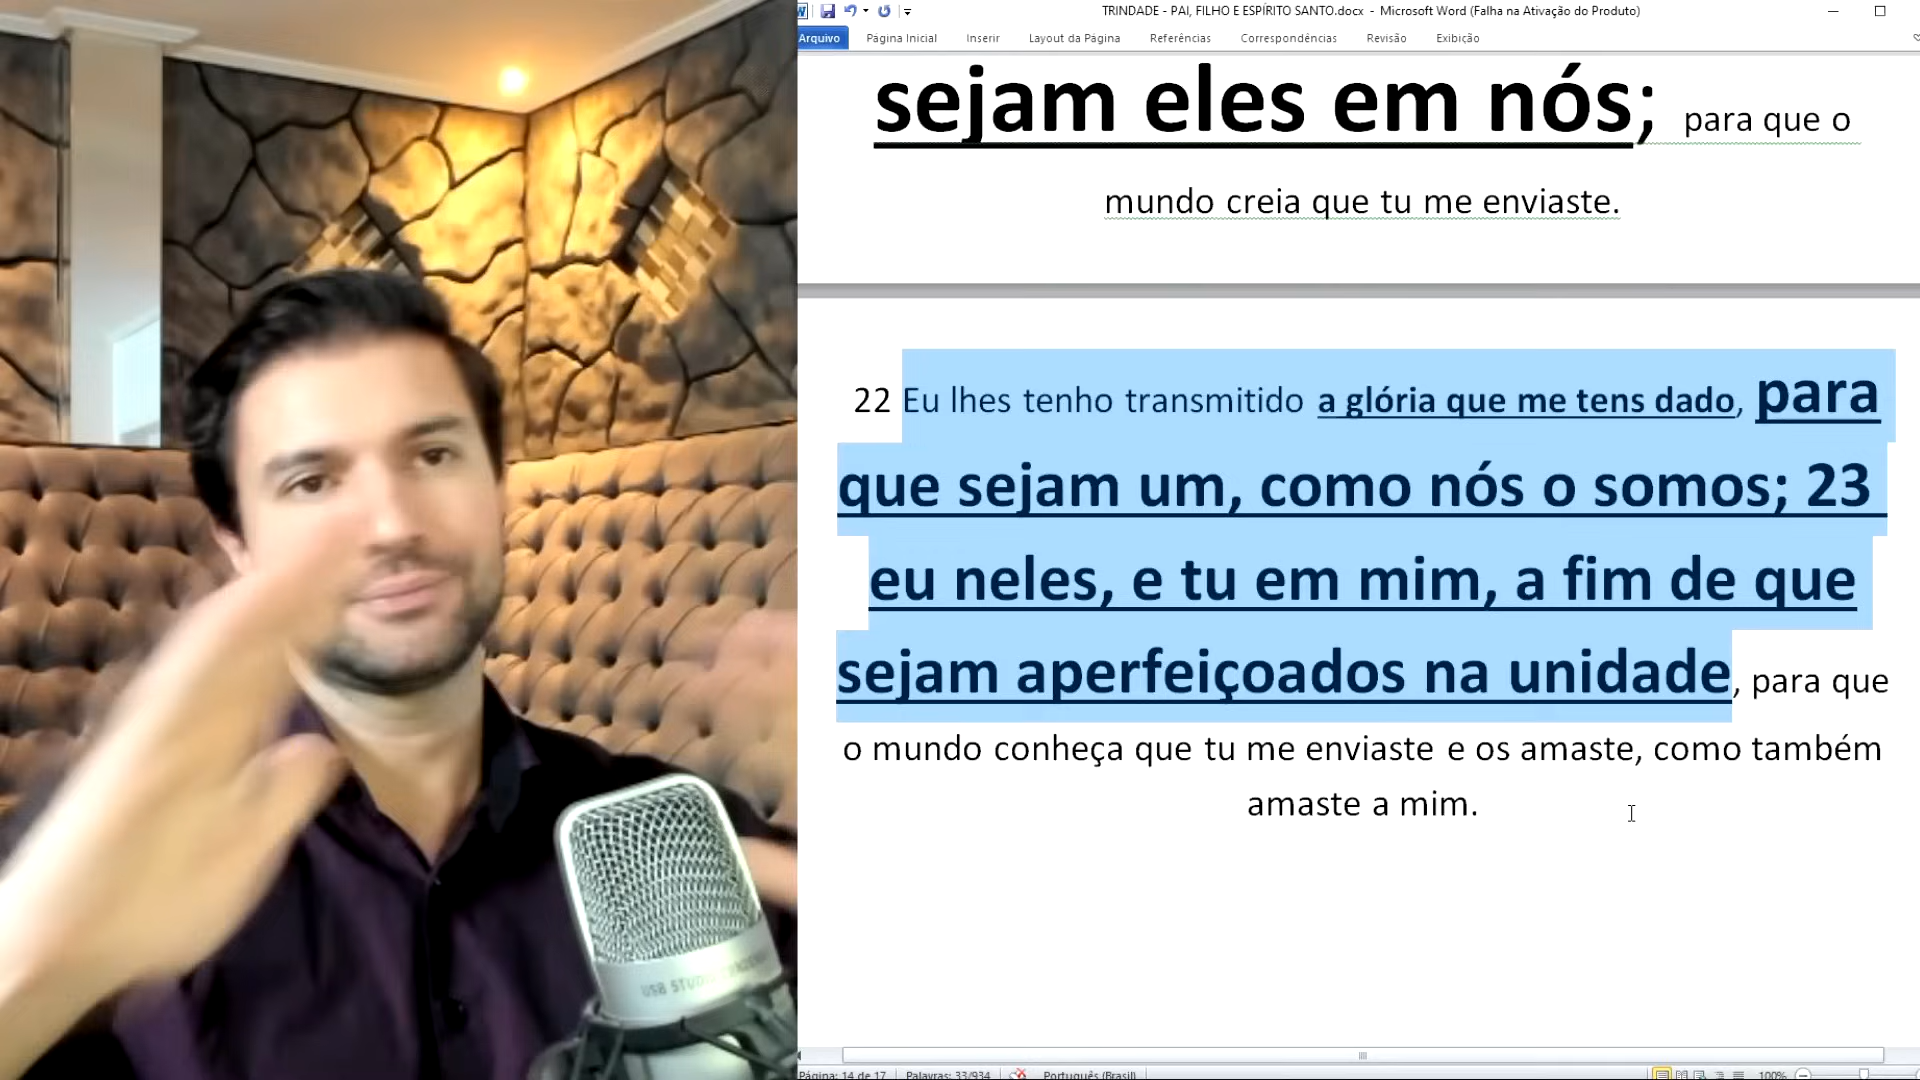 TRINDADE - PAI, FILHO E ESPÍRITO SANTO.docx - Microsoft Word (Falha na Ativação do Produto)
Arquivo Página Inicial Inserir Layout da Página Referências Correspondências Revisão Exibição
sejam eles em nós; para que o
mundo creia que tu me enviaste.
22 Eu lhes tenho transmitido a glória que me tens dado, para
que sejam um, como nós o somos; 23
eu neles, e tu em mim, a fim de que
sejam aperfeiçoados na unidade, para que
o mundo conheça que tu me enviaste e os amaste, como também
amaste a mim.
USB
Página: 14 de 17 Palavras: 33/934 Português (Brasil) 100%